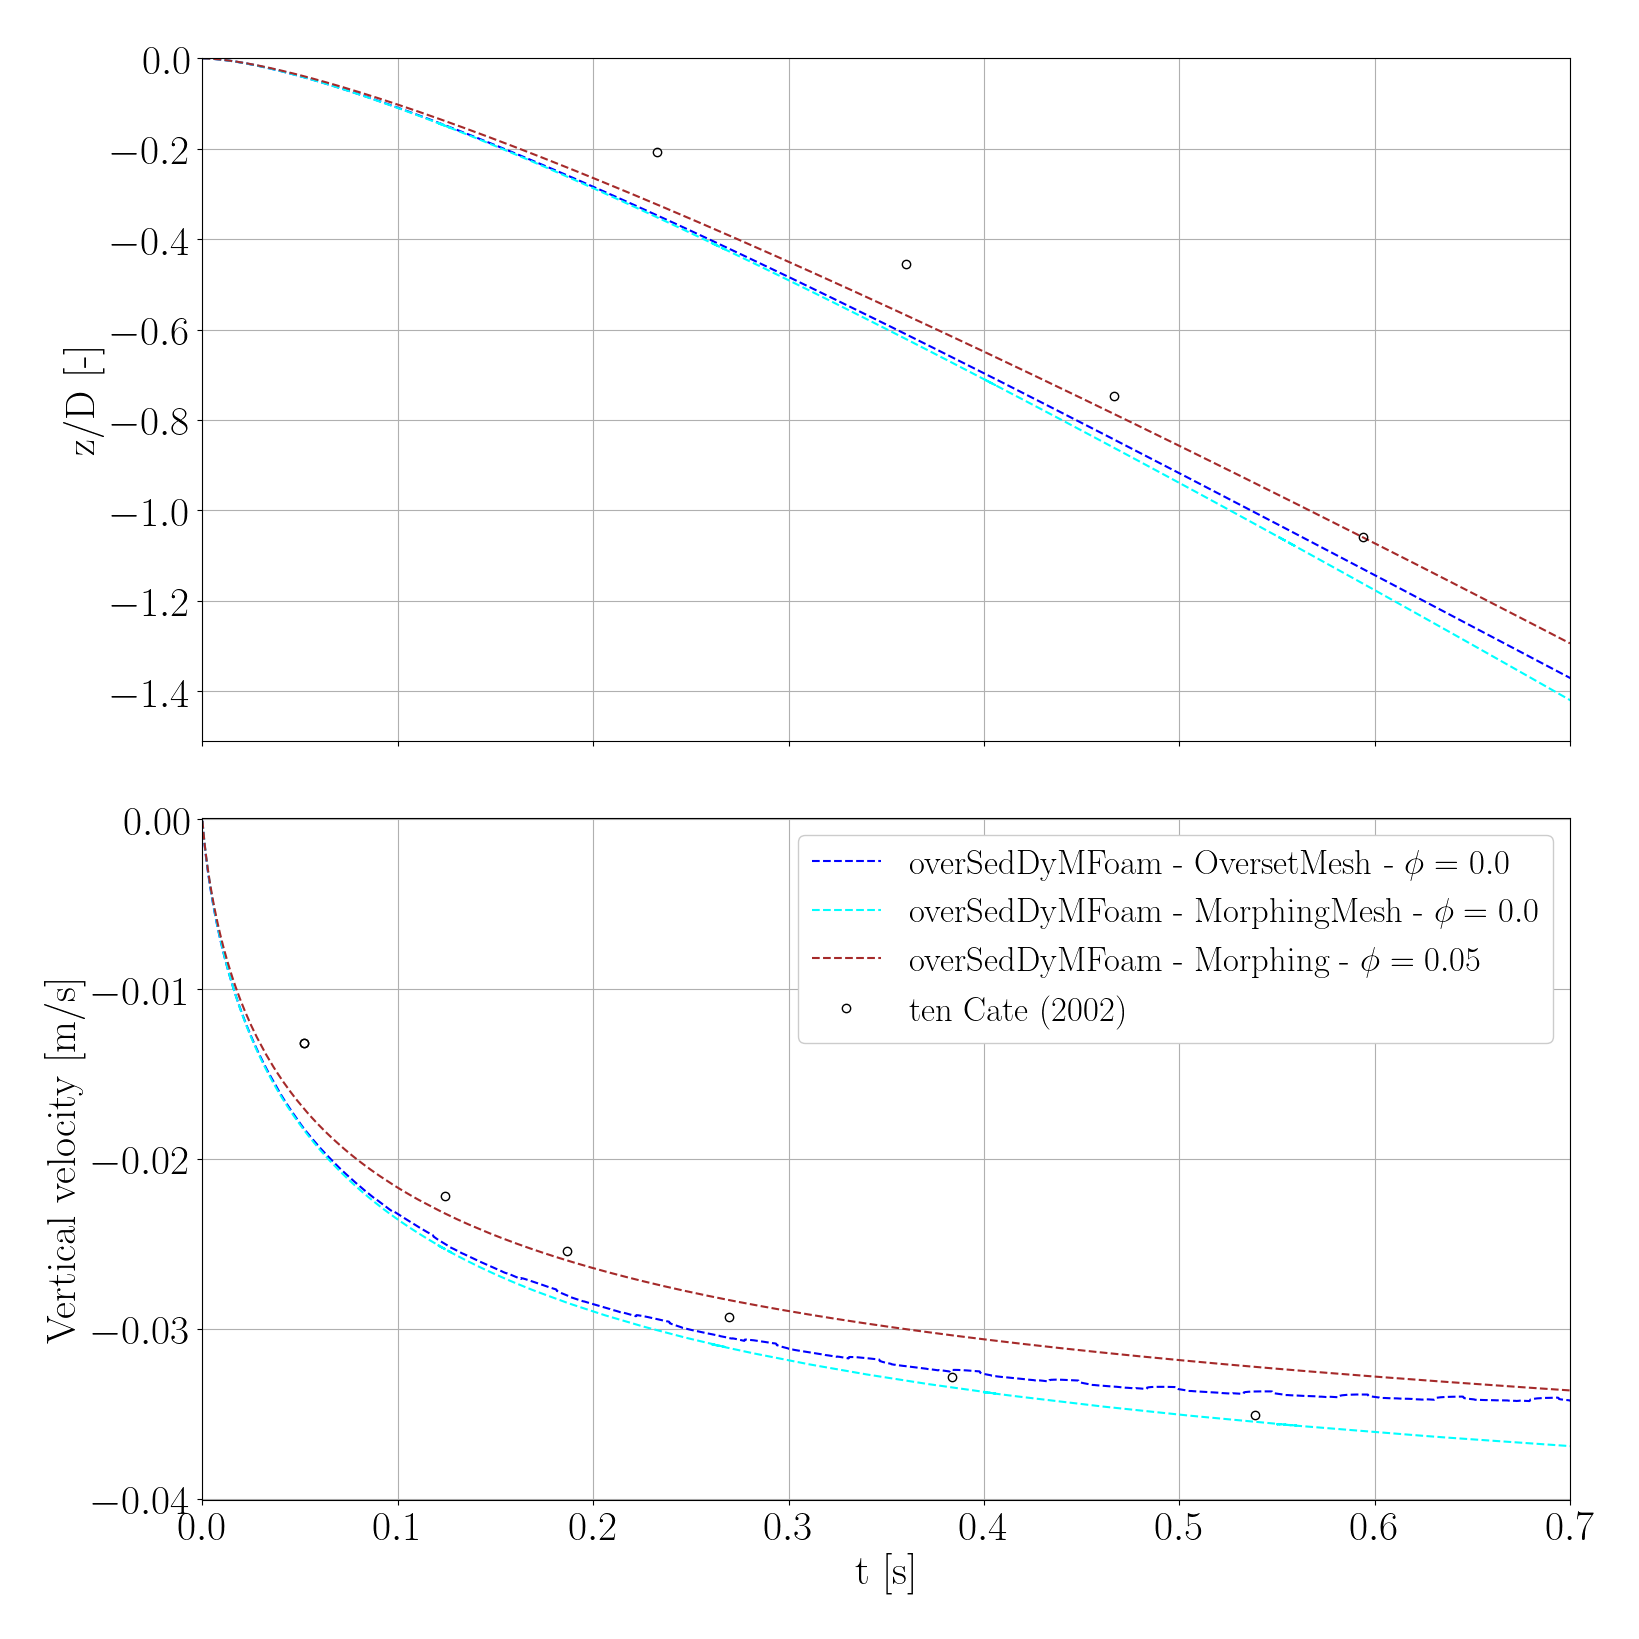 0.0
−0.2
−0.4
−0.6
−0.8
−1.0
−1.2
−1.4
z/D [-]
0.00
−0.01
−0.02
−0.03
−0.04
Vertical velocity [m/s]
overSedDyMFoam - OversetMesh - ϕ = 0.0
overSedDyMFoam - MorphingMesh - ϕ = 0.0
overSedDyMFoam - Morphing - ϕ = 0.05
ten Cate (2002)
0.0 0.1 0.2 0.3 0.4 0.5 0.6 0.7
t [s]